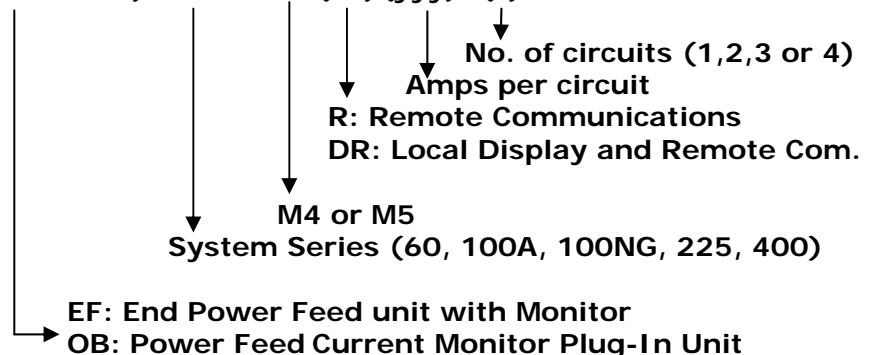 No. of circuits (1,2,3 or 4)
Amps per circuit
R: Remote Communications
DR: Local Display and Remote Com.
M4 or M5
System Series (60, 100A, 100NG, 225, 400)
EF: End Power Feed unit with Monitor
OB: Power Feed Current Monitor Plug-In Unit